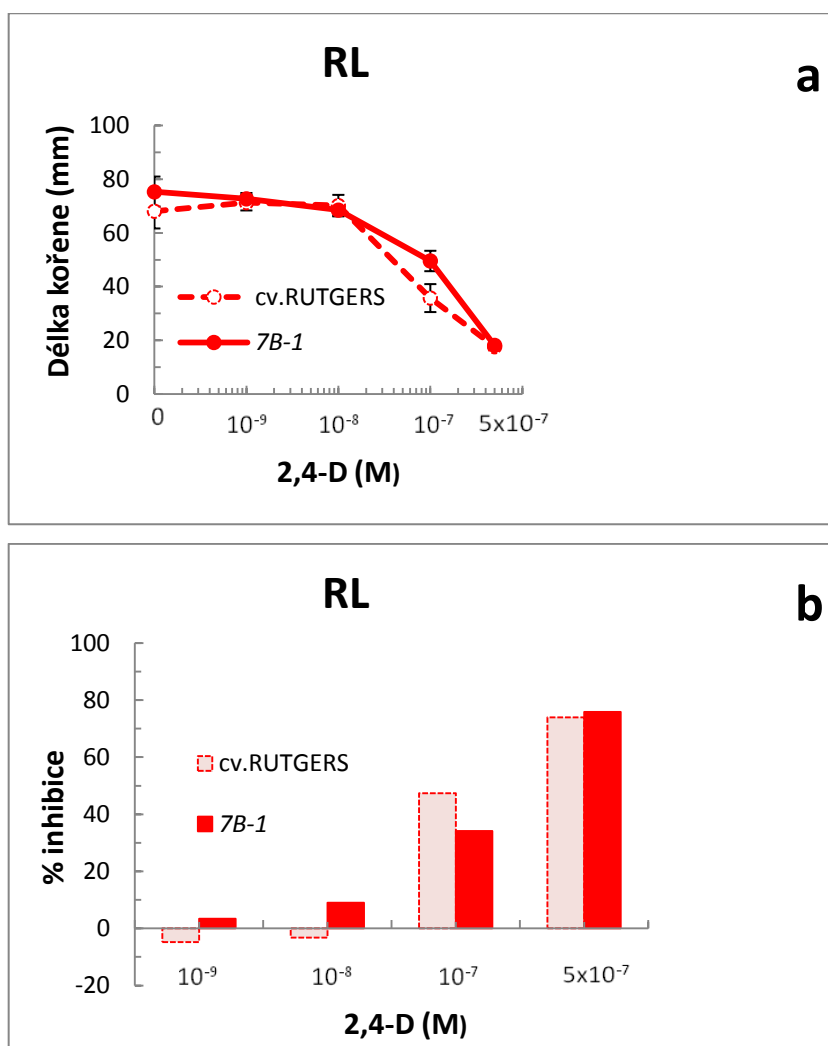 RL
a
Délka kořene (mm)
100
80
60
40
20
0
cv.RUTGERS
7B-1
0
10⁻⁹
10⁻⁸
10⁻⁷
5x10⁻⁷
2,4-D (M)
RL
b
% inhibice
100
80
60
40
20
0
-20
cv.RUTGERS
7B-1
10⁻⁹
10⁻⁸
10⁻⁷
5x10⁻⁷
2,4-D (M)